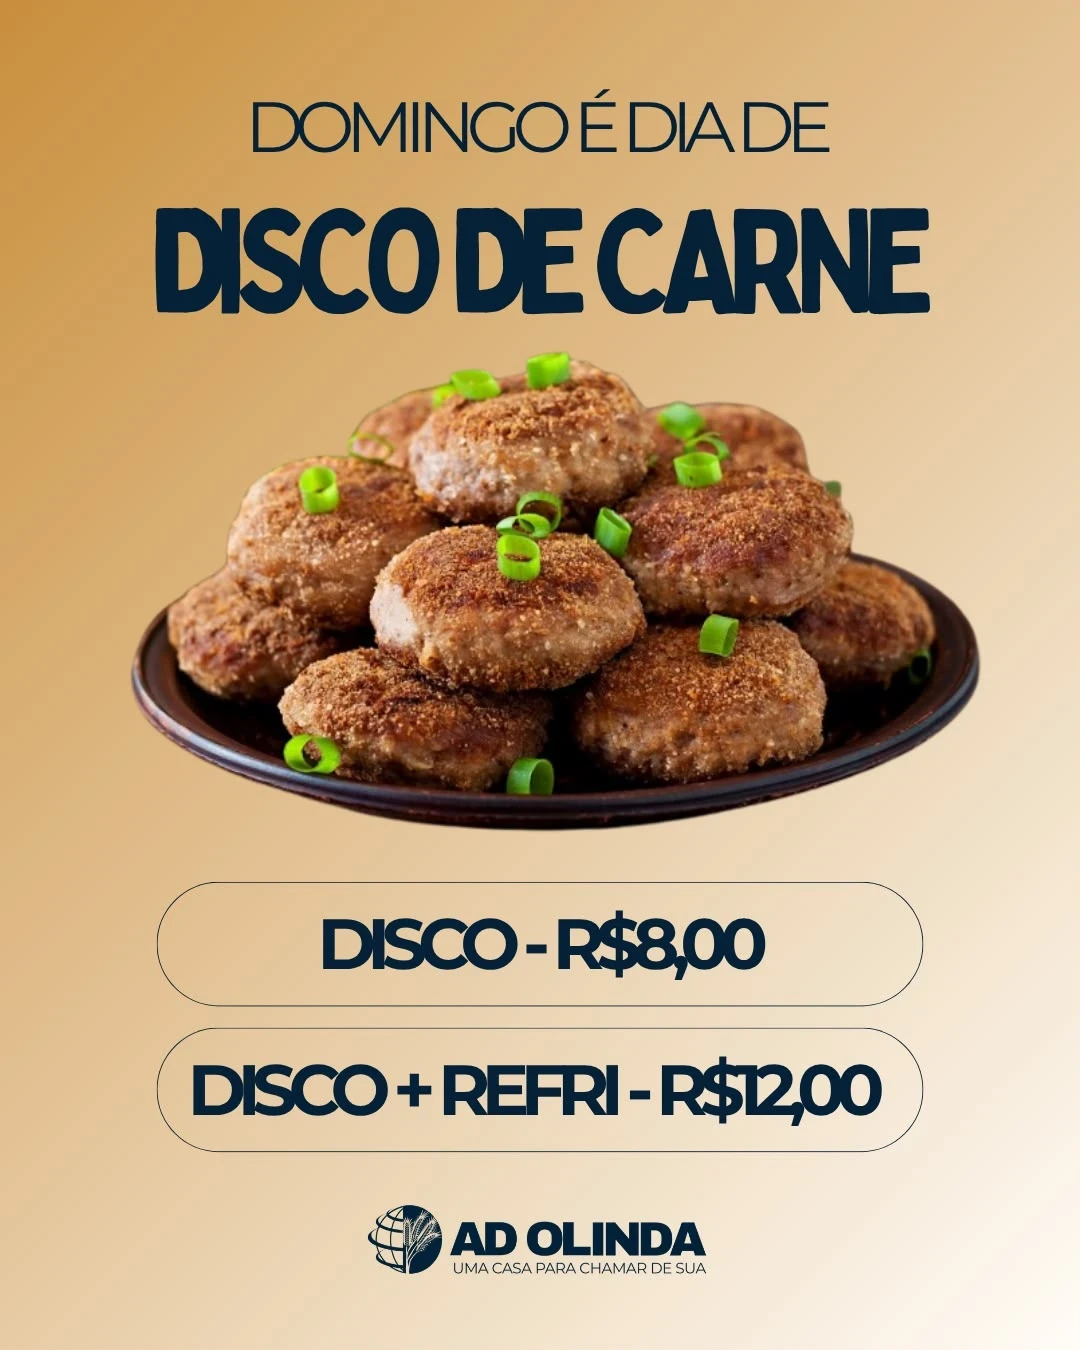 DOMINGO É DIA DE
DISCO DE CARNE
DISCO - R$8,00
DISCO + REFRI - R$12,00
AD OLINDA
UMA CASA PARA CHAMAR DE SUA